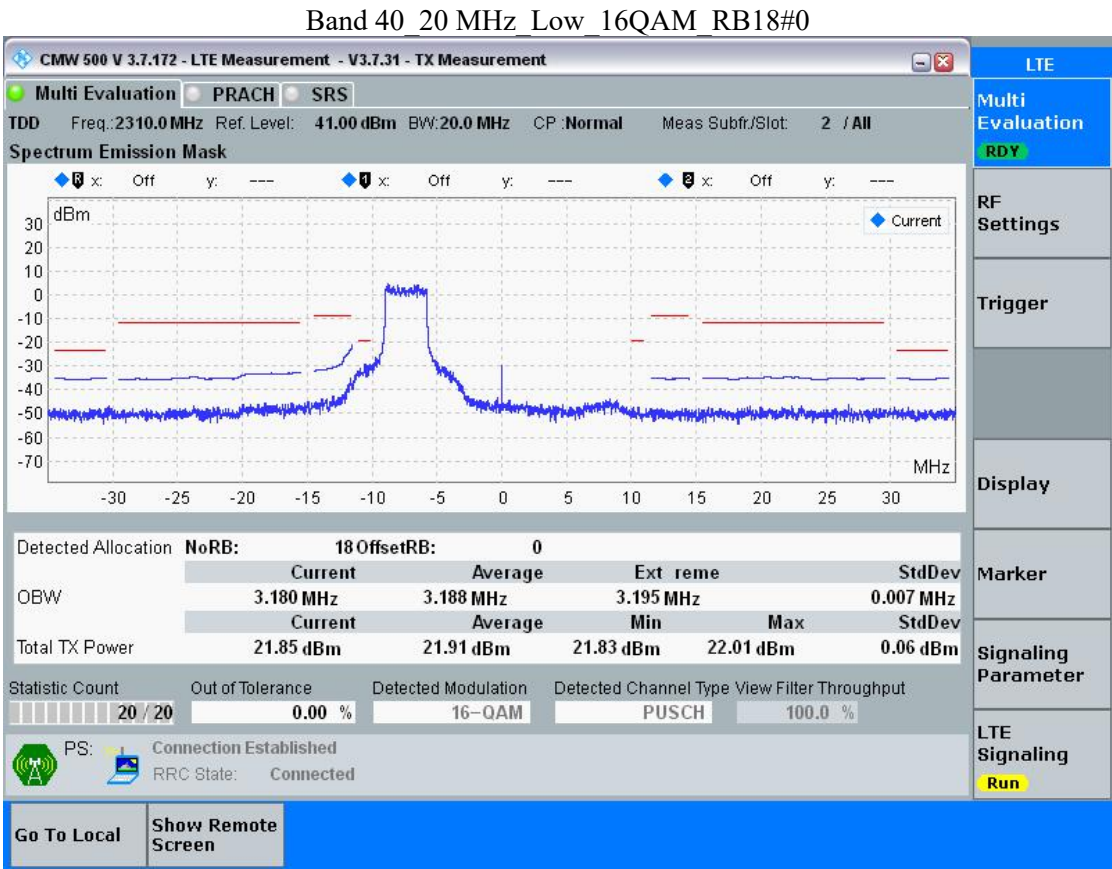 Band 40_20 MHz_Low_16QAM_RB18#0
CMW 500 V 3.7.172 - LTE Measurement - V3.7.31 - TX Measurement
LTE
Multi Evaluation PRACH SRS
TDD Freq.:2310.0 MHz Ref. Level: 41.00 dBm BW:20.0 MHz CP :Normal Meas Subfr./Slot: 2 / All
Spectrum Emission Mask
R x: Off y: --- 1 x: Off y: --- 2 x: Off y: ---
dBm
Current
30
20
10
0
-10
-20
-30
-40
-50
-60
-70
MHz
-30 -25 -20 -15 -10 -5 0 5 10 15 20 25 30
Detected Allocation NoRB: 18 OffsetRB: 0
Current Average Ext reme StdDev
OBW 3.180 MHz 3.188 MHz 3.195 MHz 0.007 MHz
Current Average Min Max StdDev
Total TX Power 21.85 dBm 21.91 dBm 21.83 dBm 22.01 dBm 0.06 dBm
Statistic Count Out of Tolerance Detected Modulation Detected Channel Type View Filter Throughput
20 / 20 0.00 % 16-QAM PUSCH 100.0 %
PS: Connection Established
RRC State: Connected
Multi
Evaluation
RDY
RF
Settings
Trigger
Display
Marker
Signaling
Parameter
LTE
Signaling
Run
Go To Local
Show Remote
Screen